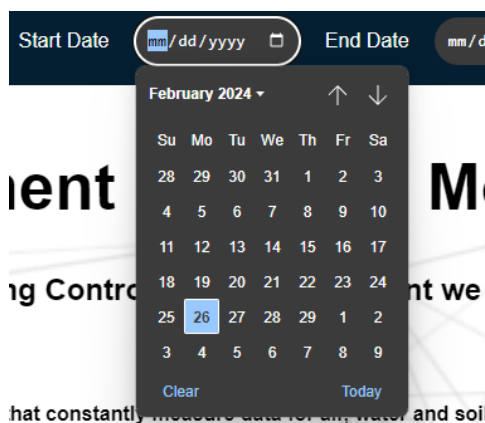 Start Date mm/dd/yyyy End Date mm/d
February 2024
Su Mo Tu We Th Fr Sa
28 29 30 31 1 2 3
4 5 6 7 8 9 10
11 12 13 14 15 16 17
18 19 20 21 22 23 24
25 26 27 28 29 1 2
3 4 5 6 7 8 9
Clear Today
nent M
ng Contro nt we
that constantly measure data for air, water and soil